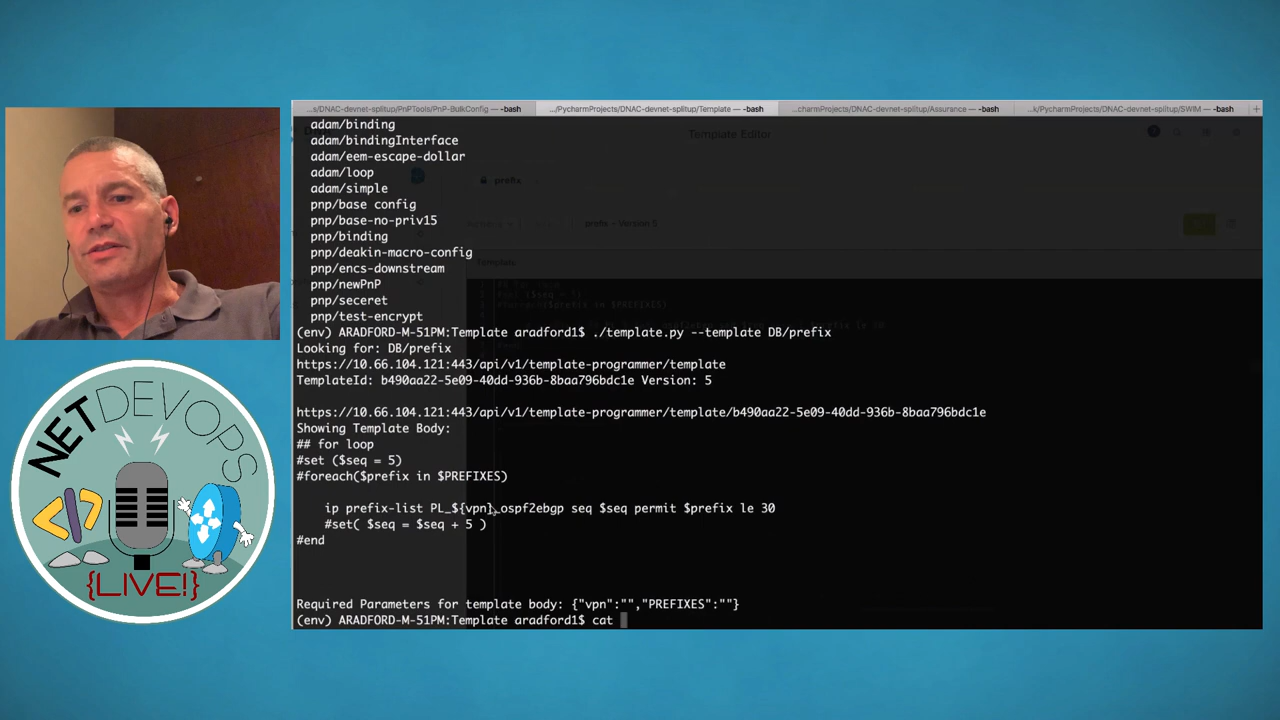 ...s/DNAC-devnet-splitup/PnPTools/PnP-BulkConfig — -bash
.../PycharmProjects/DNAC-devnet-splitup/Template — -bash
...charmProjects/DNAC-devnet-splitup/Assurance — -bash
...k/PycharmProjects/DNAC-devnet-splitup/SWIM — -bash
Template Editor
adam/binding
adam/bindingInterface
adam/eem-escape-dollar
adam/loop
adam/simple
pnp/base config
pnp/base-no-priv15
pnp/binding
pnp/deakin-macro-config
pnp/encs-downstream
pnp/newPnP
pnp/seceret
pnp/test-encrypt
prefix
prefix – Version 5
Template
(env) ARADFORD-M-51PM:Template aradford1$ ./template.py --template DB/prefix
Looking for: DB/prefix
https://10.66.104.121:443/api/v1/template-programmer/template
TemplateId: b490aa22-5e09-40dd-936b-8baa796bdc1e Version: 5
https://10.66.104.121:443/api/v1/template-programmer/template/b490aa22-5e09-40dd-936b-8baa796bdc1e
Showing Template Body:
## for loop
#set ($seq = 5)
#foreach($prefix in $PREFIXES)
ip prefix-list PL_${vpn}_ospf2ebgp seq $seq permit $prefix le 30
#set( $seq = $seq + 5 )
#end
Required Parameters for template body: {"vpn":"","PREFIXES":""}
(env) ARADFORD-M-51PM:Template aradford1$ cat
NETDEVOPS
{LIVE!}